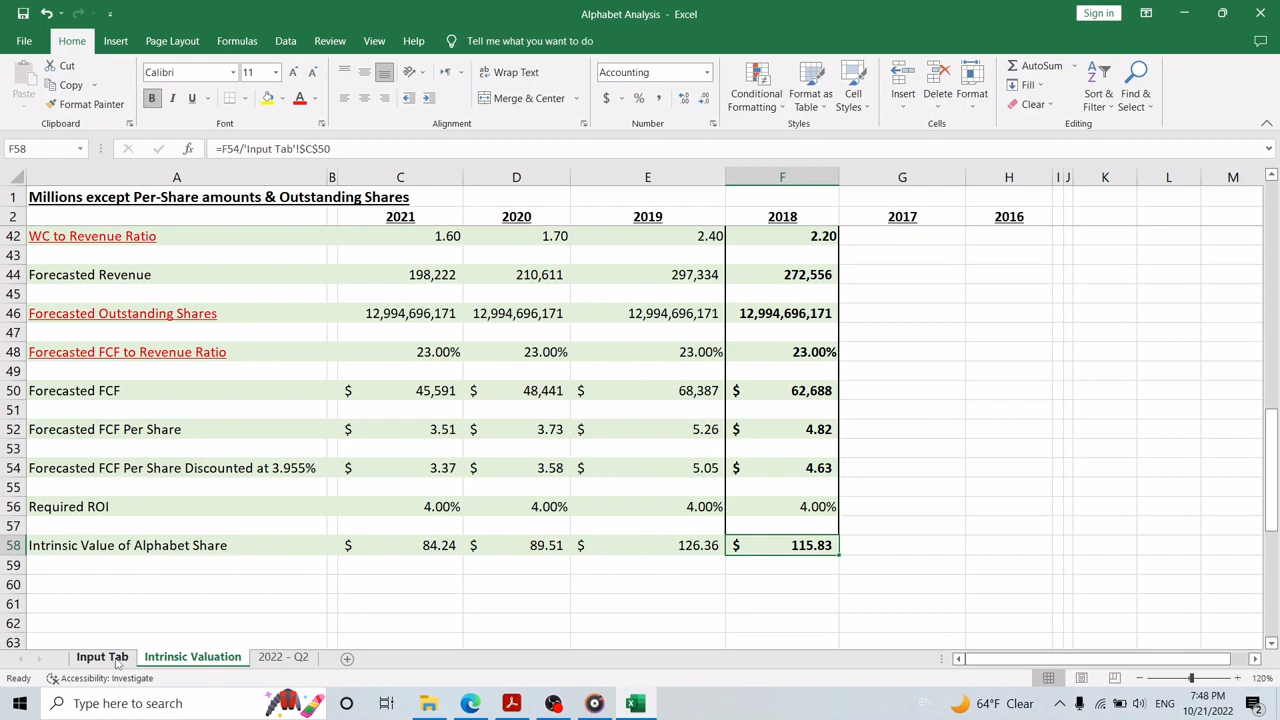 Alphabet Analysis - Excel
Sign in
File Home Insert Page Layout Formulas Data Review View Help Tell me what you want to do
Paste
Cut
Copy
Format Painter
Clipboard
Calibri 11
B I U
Font
Wrap Text
Merge & Center
Alignment
Accounting
$ % ,
Number
Conditional Formatting
Format as Table
Cell Styles
Styles
Insert
Delete
Format
Cells
AutoSum
Fill
Clear
Sort & Filter
Find & Select
Editing
F58 fx =F54/'Input Tab'!$C$50
A B C D E F G H I J K L M
1 Millions except Per-Share amounts & Outstanding Shares
2 2021 2020 2019 2018 2017 2016
42 WC to Revenue Ratio 1.60 1.70 2.40 2.20
43
44 Forecasted Revenue 198,222 210,611 297,334 272,556
45
46 Forecasted Outstanding Shares 12,994,696,171 12,994,696,171 12,994,696,171 12,994,696,171
47
48 Forecasted FCF to Revenue Ratio 23.00% 23.00% 23.00% 23.00%
49
50 Forecasted FCF $ 45,591 $ 48,441 $ 68,387 $ 62,688
51
52 Forecasted FCF Per Share $ 3.51 $ 3.73 $ 5.26 $ 4.82
53
54 Forecasted FCF Per Share Discounted at 3.955% $ 3.37 $ 3.58 $ 5.05 $ 4.63
55
56 Required ROI 4.00% 4.00% 4.00% 4.00%
57
58 Intrinsic Value of Alphabet Share $ 84.24 $ 89.51 $ 126.36 $ 115.83
59
60
61
62
63
Input Tab Intrinsic Valuation 2022 - Q2
Ready Accessibility: Investigate 120%
Type here to search
EN
64°F Clear
7:48 PM
10/21/2022
2